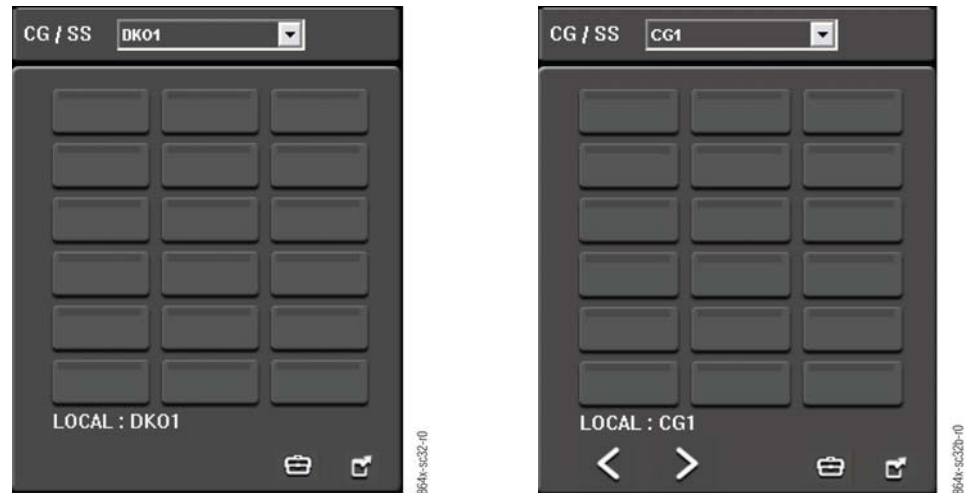 CG / SS DKO1
LOCAL : DKO1
864x-sc32-r0
CG / SS CG1
LOCAL : CG1
864x-sc32b-r0